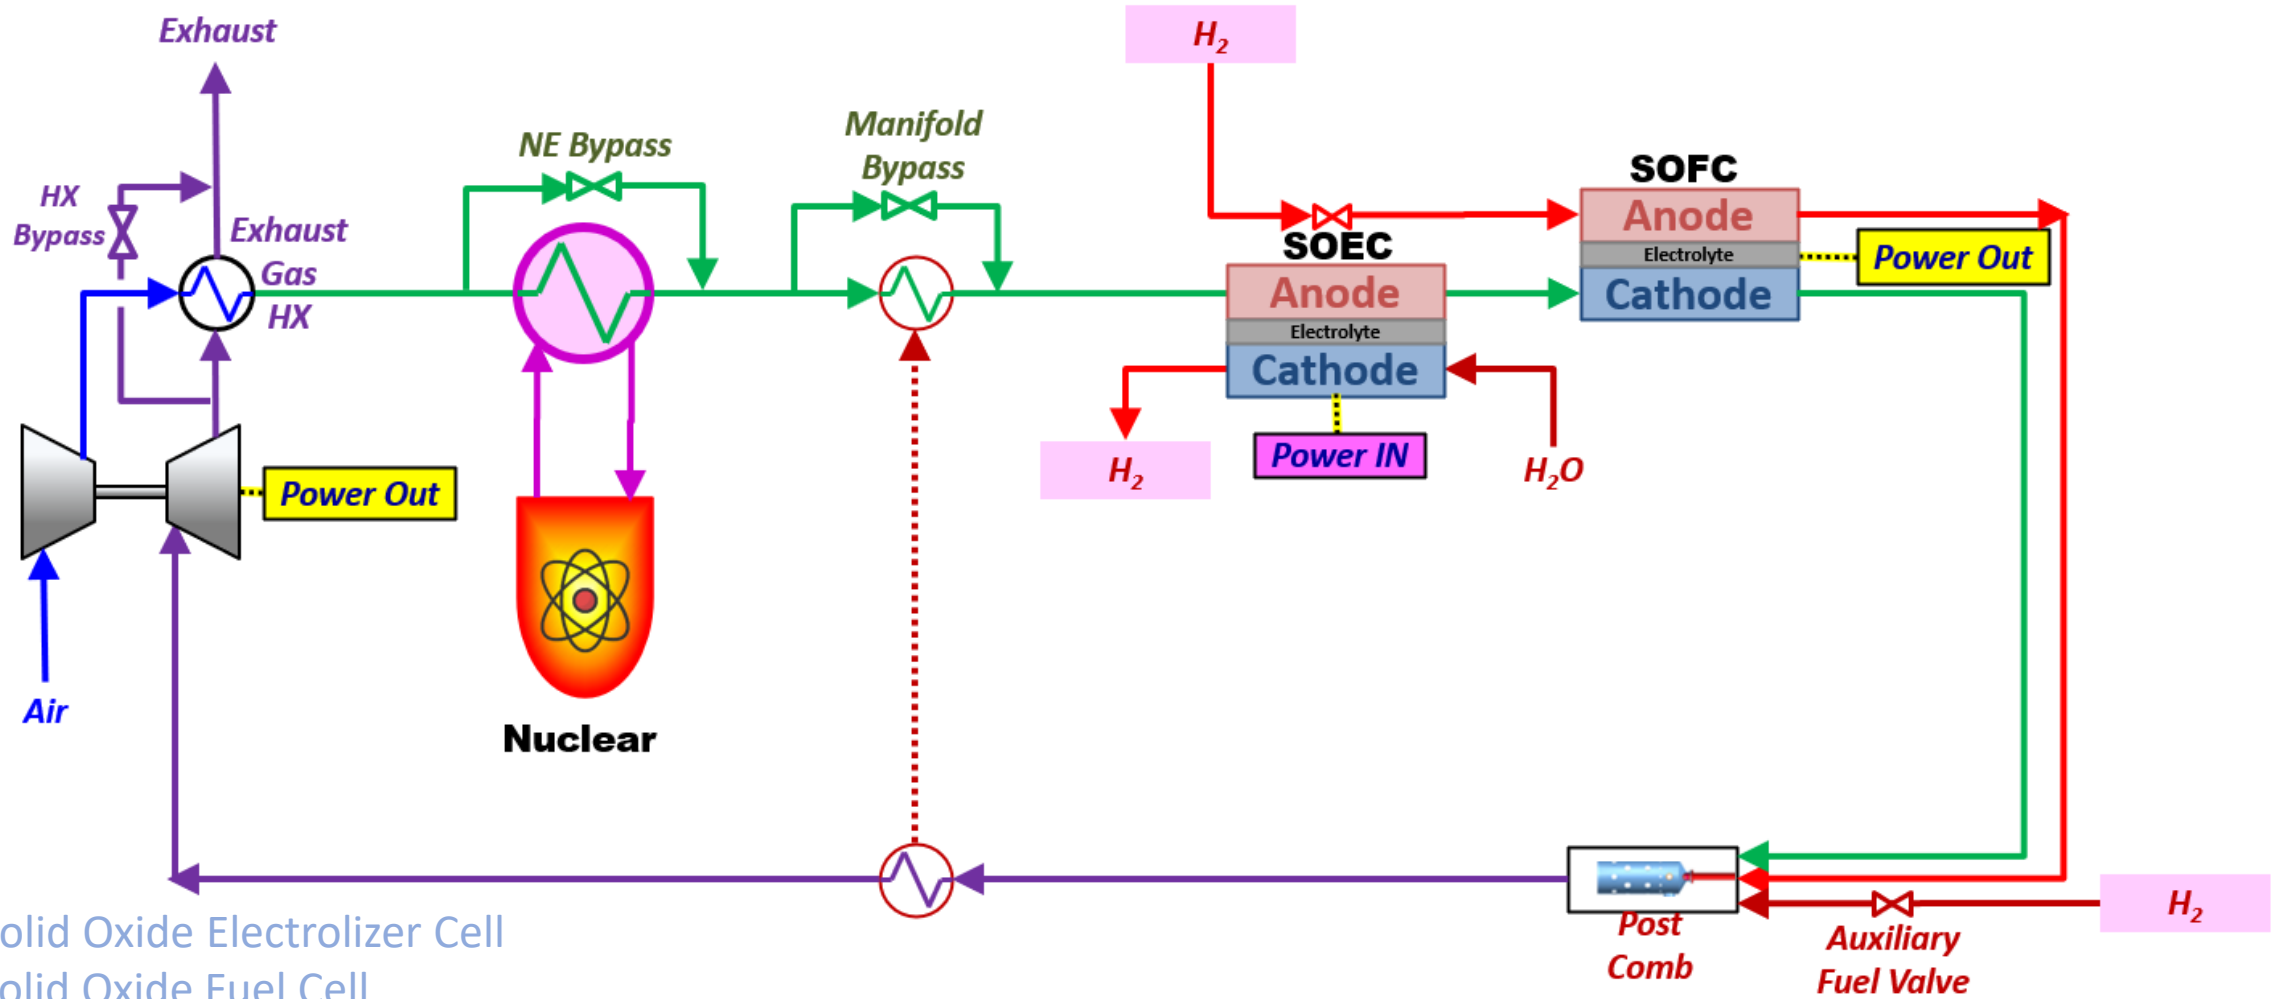 Exhaust
H2
NE Bypass
Manifold
Bypass
HX
Bypass
Exhaust
Gas
HX
SOFC
Anode
Electrolyte
Cathode
Power Out
SOEC
Anode
Electrolyte
Cathode
Power IN
H2
H2O
Power Out
Air
Nuclear
Post
Comb
Auxiliary
Fuel Valve
H2
olid Oxide Electrolizer Cell
olid Oxide Fuel Cell